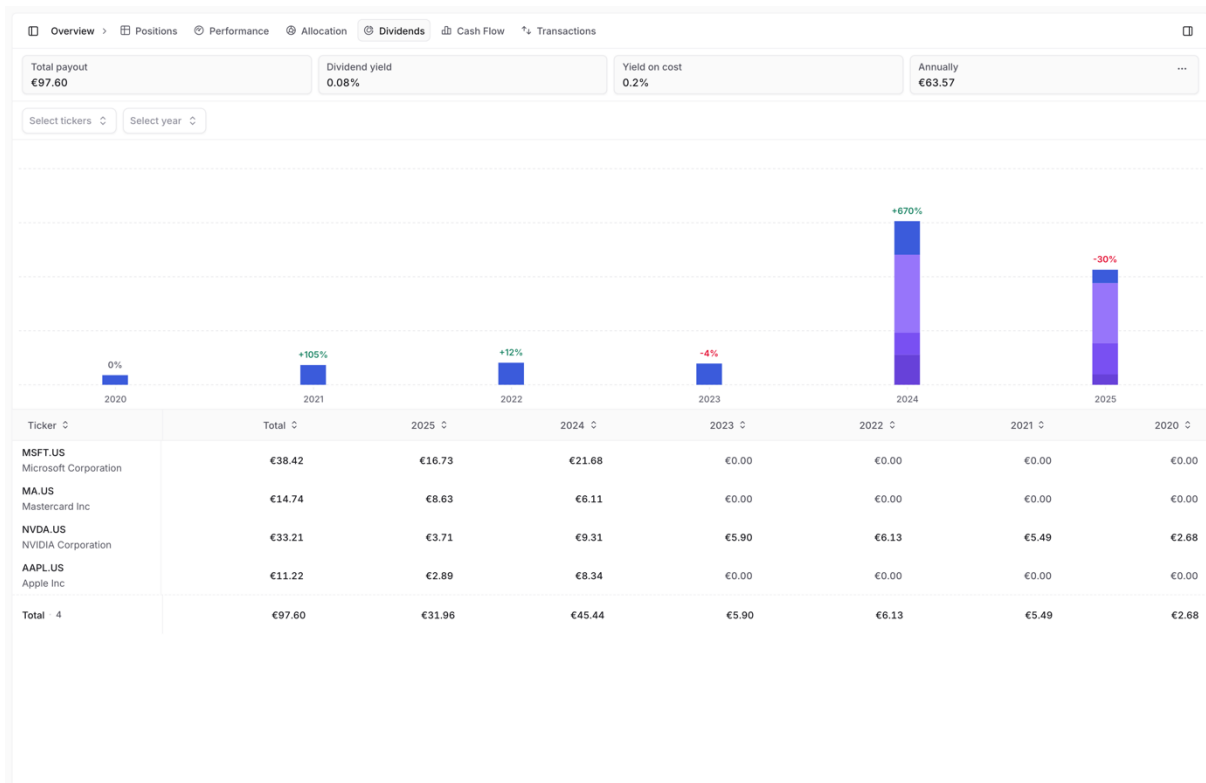 Overview > Positions Performance Allocation Dividends Cash Flow Transactions
Total payout Dividend yield Yield on cost Annually ...
€97.60 0.08% 0.2% €63.57
Select tickers Select year
+670%
-30%
+105% +12% -4%
0%
2020 2021 2022 2023 2024 2025
Ticker Total 2025 2024 2023 2022 2021 2020
MSFT.US
Microsoft Corporation
€38.42 €16.73 €21.68 €0.00 €0.00 €0.00 €0.00
MA.US
Mastercard Inc
€14.74 €8.63 €6.11 €0.00 €0.00 €0.00 €0.00
NVDA.US
NVIDIA Corporation
€33.21 €3.71 €9.31 €5.90 €6.13 €5.49 €2.68
AAPL.US
Apple Inc
€11.22 €2.89 €8.34 €0.00 €0.00 €0.00 €0.00
Total · 4 €97.60 €31.96 €45.44 €5.90 €6.13 €5.49 €2.68